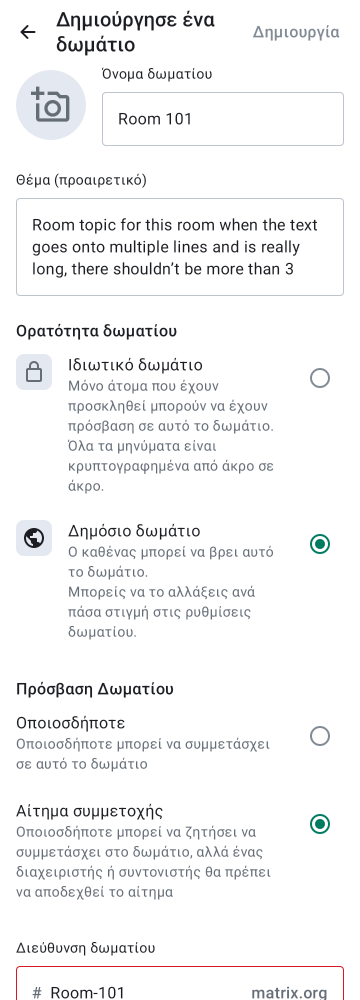 Δημιούργησε ένα
δωμάτιο
Δημιουργία
Όνομα δωματίου
Room 101
Θέμα (προαιρετικό)
Room topic for this room when the text
goes onto multiple lines and is really
long, there shouldn’t be more than 3
Ορατότητα δωματίου
Ιδιωτικό δωμάτιο
Μόνο άτομα που έχουν
προσκληθεί μπορούν να έχουν
πρόσβαση σε αυτό το δωμάτιο.
Όλα τα μηνύματα είναι
κρυπτογραφημένα από άκρο σε
άκρο.
Δημόσιο δωμάτιο
Ο καθένας μπορεί να βρει αυτό
το δωμάτιο.
Μπορείς να το αλλάξεις ανά
πάσα στιγμή στις ρυθμίσεις
δωματίου.
Πρόσβαση Δωματίου
Οποιοσδήποτε
Οποιοσδήποτε μπορεί να συμμετάσχει
σε αυτό το δωμάτιο
Αίτημα συμμετοχής
Οποιοσδήποτε μπορεί να ζητήσει να
συμμετάσχει στο δωμάτιο, αλλά ένας
διαχειριστής ή συντονιστής θα πρέπει
να αποδεχθεί το αίτημα
Διεύθυνση δωματίου
# Room-101 matrix.org